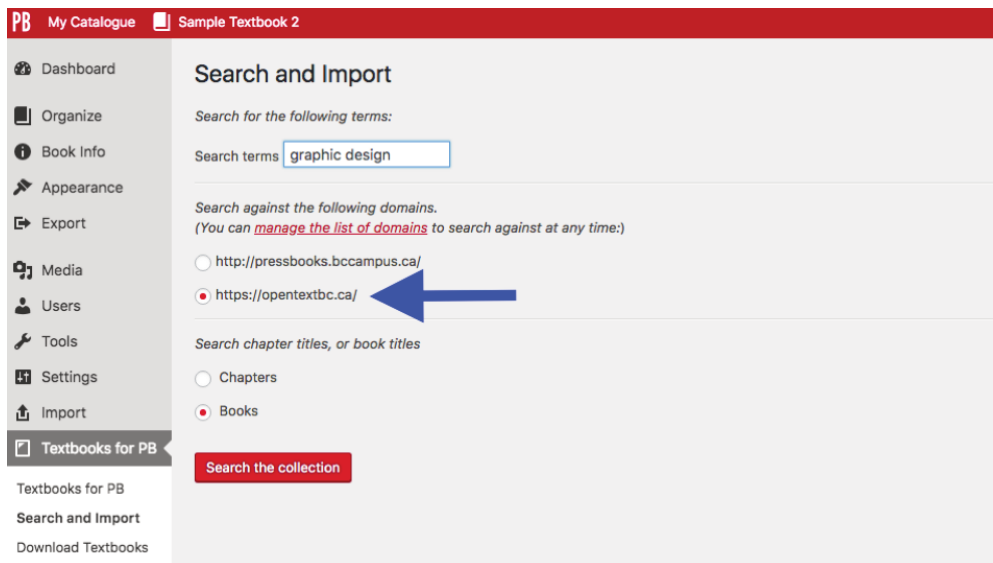 PB My Catalogue Sample Textbook 2
Dashboard
Organize
Book Info
Appearance
Export
Media
Users
Tools
Settings
Import
Textbooks for PB
Textbooks for PB
Search and Import
Download Textbooks
Search and Import
Search for the following terms:
Search terms graphic design
Search against the following domains.
(You can manage the list of domains to search against at any time:)
http://pressbooks.bccampus.ca/
https://opentextbc.ca/
Search chapter titles, or book titles
Chapters
Books
Search the collection